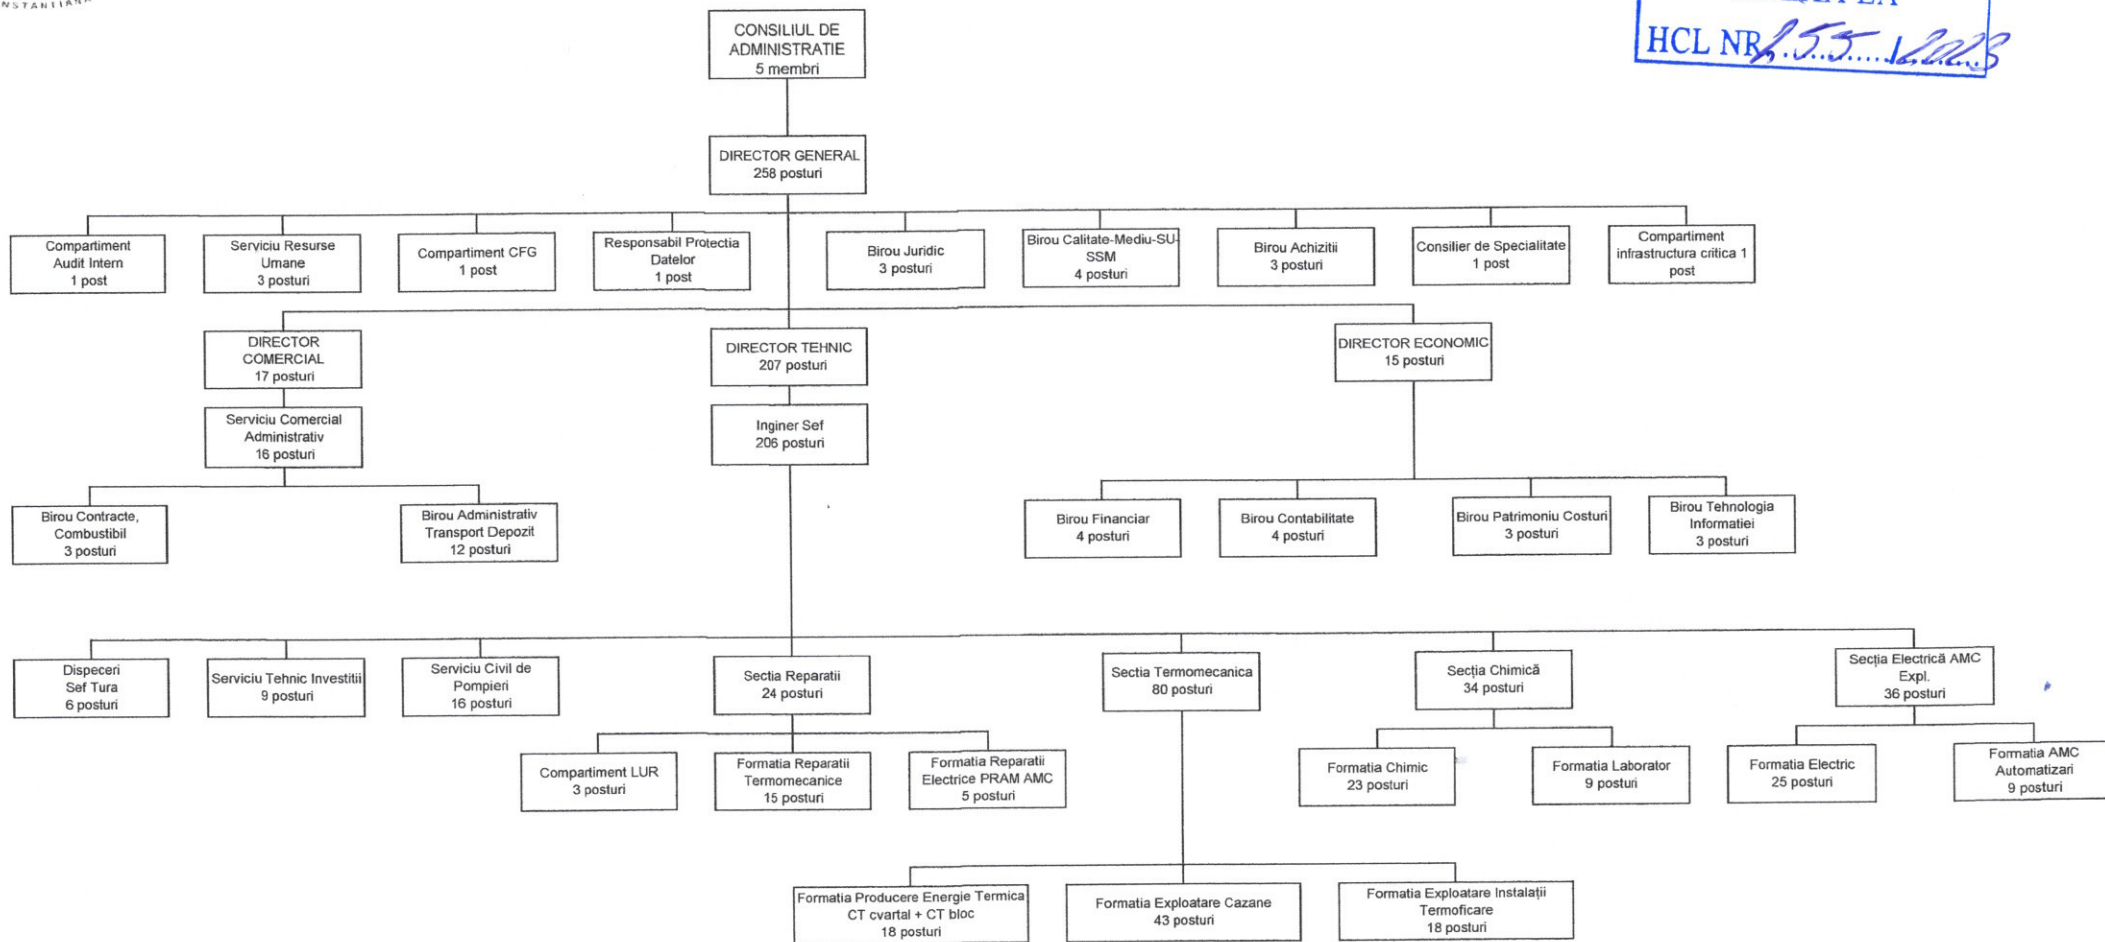 HCL NR. 255/2023
CONSILIUL DE
ADMINISTRATIE
5 membri
DIRECTOR GENERAL
258 posturi
Compartiment
Audit Intern
1 post
Serviciu Resurse
Umane
3 posturi
Compartiment CFG
1 post
Responsabil Protectia
Datelor
1 post
Birou Juridic
3 posturi
Birou Calitate-Mediu-SU-
SSM
4 posturi
Birou Achizitii
3 posturi
Consilier de Specialitate
1 post
Compartiment
infrastructura critica 1
post
DIRECTOR
COMERCIAL
17 posturi
DIRECTOR TEHNIC
207 posturi
DIRECTOR ECONOMIC
15 posturi
Serviciu Comercial
Administrativ
16 posturi
Inginer Sef
206 posturi
Birou Contracte,
Combustibil
3 posturi
Birou Administrativ
Transport Depozit
12 posturi
Birou Financiar
4 posturi
Birou Contabilitate
4 posturi
Birou Patrimoniu Costuri
3 posturi
Birou Tehnologia
Informatiei
3 posturi
Dispeceri
Sef Tura
6 posturi
Serviciu Tehnic Investitii
9 posturi
Serviciu Civil de
Pompieri
16 posturi
Sectia Reparatii
24 posturi
Sectia Termomecanica
80 posturi
Secția Chimică
34 posturi
Secția Electrică AMC
Expl.
36 posturi
Compartiment LUR
3 posturi
Formatia Reparatii
Termomecanice
15 posturi
Formatia Reparatii
Electrice PRAM AMC
5 posturi
Formatia Chimic
23 posturi
Formatia Laborator
9 posturi
Formatia Electric
25 posturi
Formatia AMC
Automatizari
9 posturi
Formatia Producere Energie Termica
CT cvartal + CT bloc
18 posturi
Formatia Exploatare Cazane
43 posturi
Formatia Exploatare Instalații
Termoficare
18 posturi